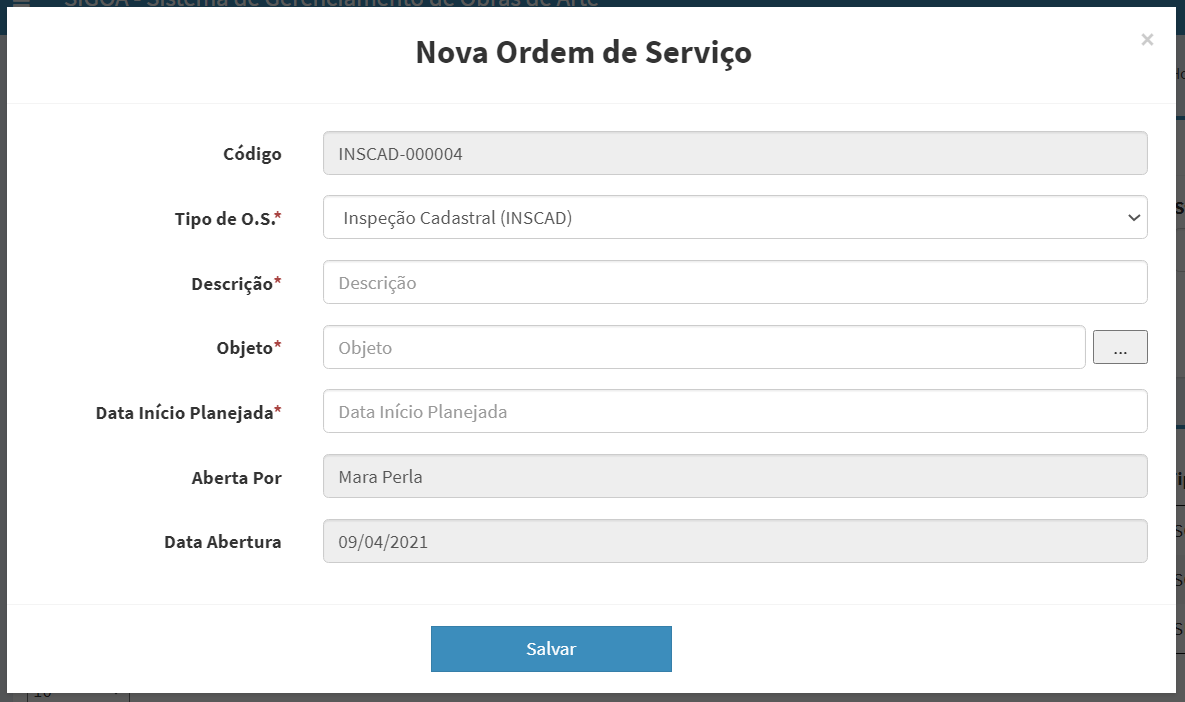 SIGOA - Sistema de Gerenciamento de Obras de Arte
Nova Ordem de Serviço
×
Código
INSCAD-000004
Tipo de O.S.*
Inspeção Cadastral (INSCAD)
Descrição*
Descrição
Objeto*
Objeto
...
Data Início Planejada*
Data Início Planejada
Aberta Por
Mara Perla
Data Abertura
09/04/2021
Salvar
10